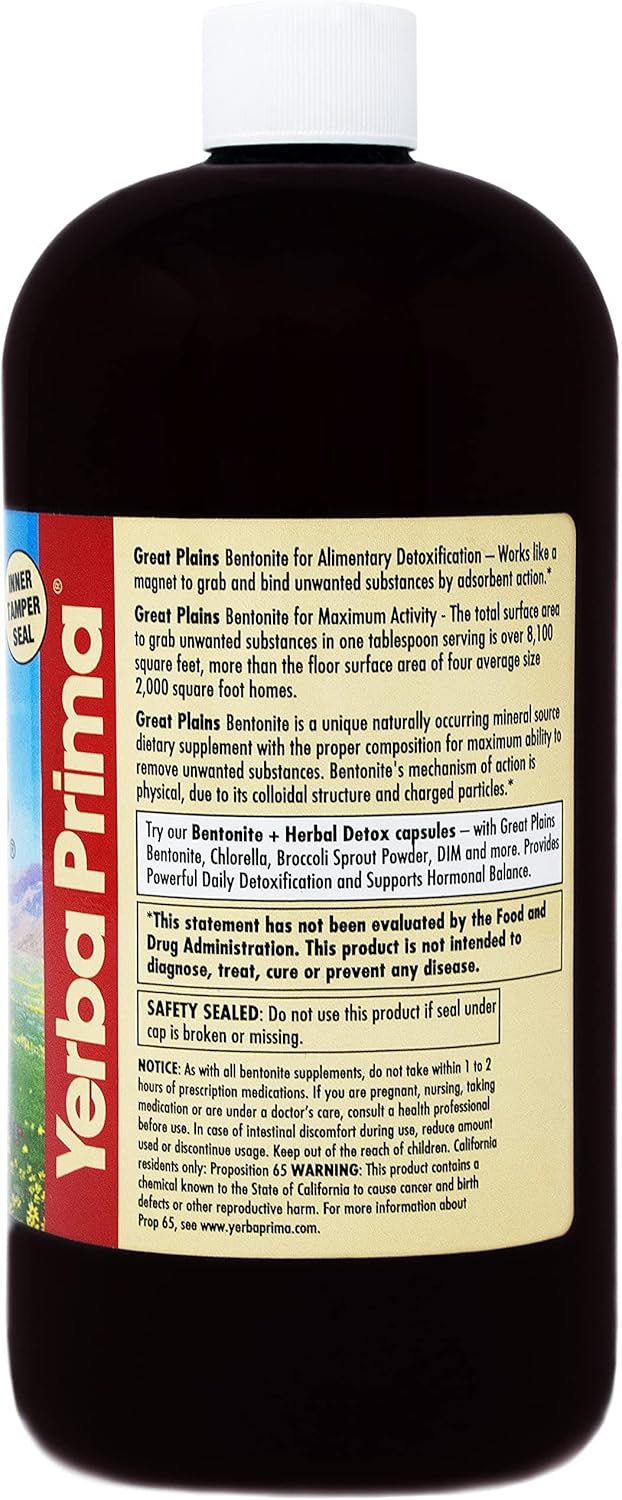 INNER
TAMPER
SEAL
®
Yerba Prima®
Great Plains Bentonite for Alimentary Detoxification – Works like a
magnet to grab and bind unwanted substances by adsorbent action.*
Great Plains Bentonite for Maximum Activity - The total surface area
to grab unwanted substances in one tablespoon serving is over 8,100
square feet, more than the floor surface area of four average size
2,000 square foot homes.
Great Plains Bentonite is a unique naturally occurring mineral source
dietary supplement with the proper composition for maximum ability to
remove unwanted substances. Bentonite's mechanism of action is
physical, due to its colloidal structure and charged particles.*
Try our Bentonite + Herbal Detox capsules – with Great Plains
Bentonite, Chlorella, Broccoli Sprout Powder, DIM and more. Provides
Powerful Daily Detoxification and Supports Hormonal Balance.
*This statement has not been evaluated by the Food and
Drug Administration. This product is not intended to
diagnose, treat, cure or prevent any disease.
SAFETY SEALED: Do not use this product if seal under
cap is broken or missing.
NOTICE: As with all bentonite supplements, do not take within 1 to 2
hours of prescription medications. If you are pregnant, nursing, taking
medication or are under a doctor's care, consult a health professional
before use. In case of intestinal discomfort during use, reduce amount
used or discontinue usage. Keep out of the reach of children. California
residents only: Proposition 65 WARNING: This product contains a
chemical known to the State of California to cause cancer and birth
defects or other reproductive harm. For more information about
Prop 65, see www.yerbaprima.com.